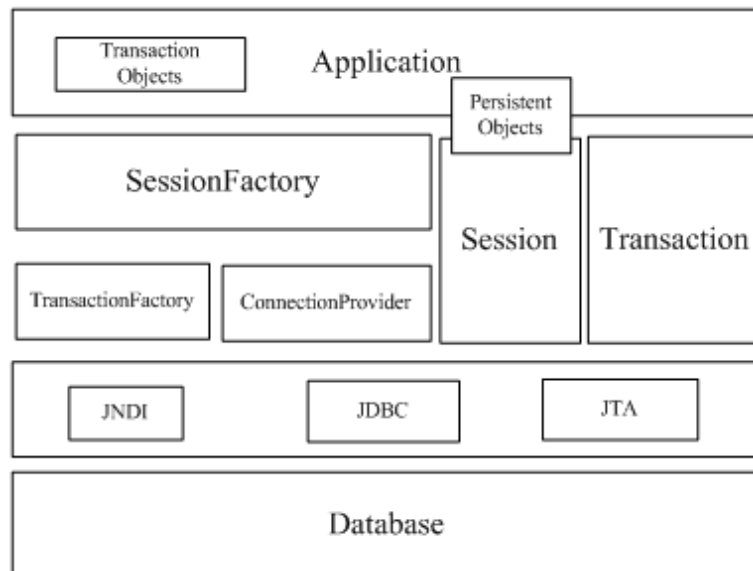 Transaction
Objects
Application
Persistent
Objects
SessionFactory
Session
Transaction
TransactionFactory
ConnectionProvider
JNDI
JDBC
JTA
Database